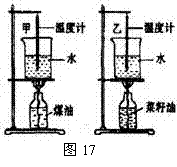 甲 温度计 乙 温度计
水 水
煤油 菜籽油
图 17